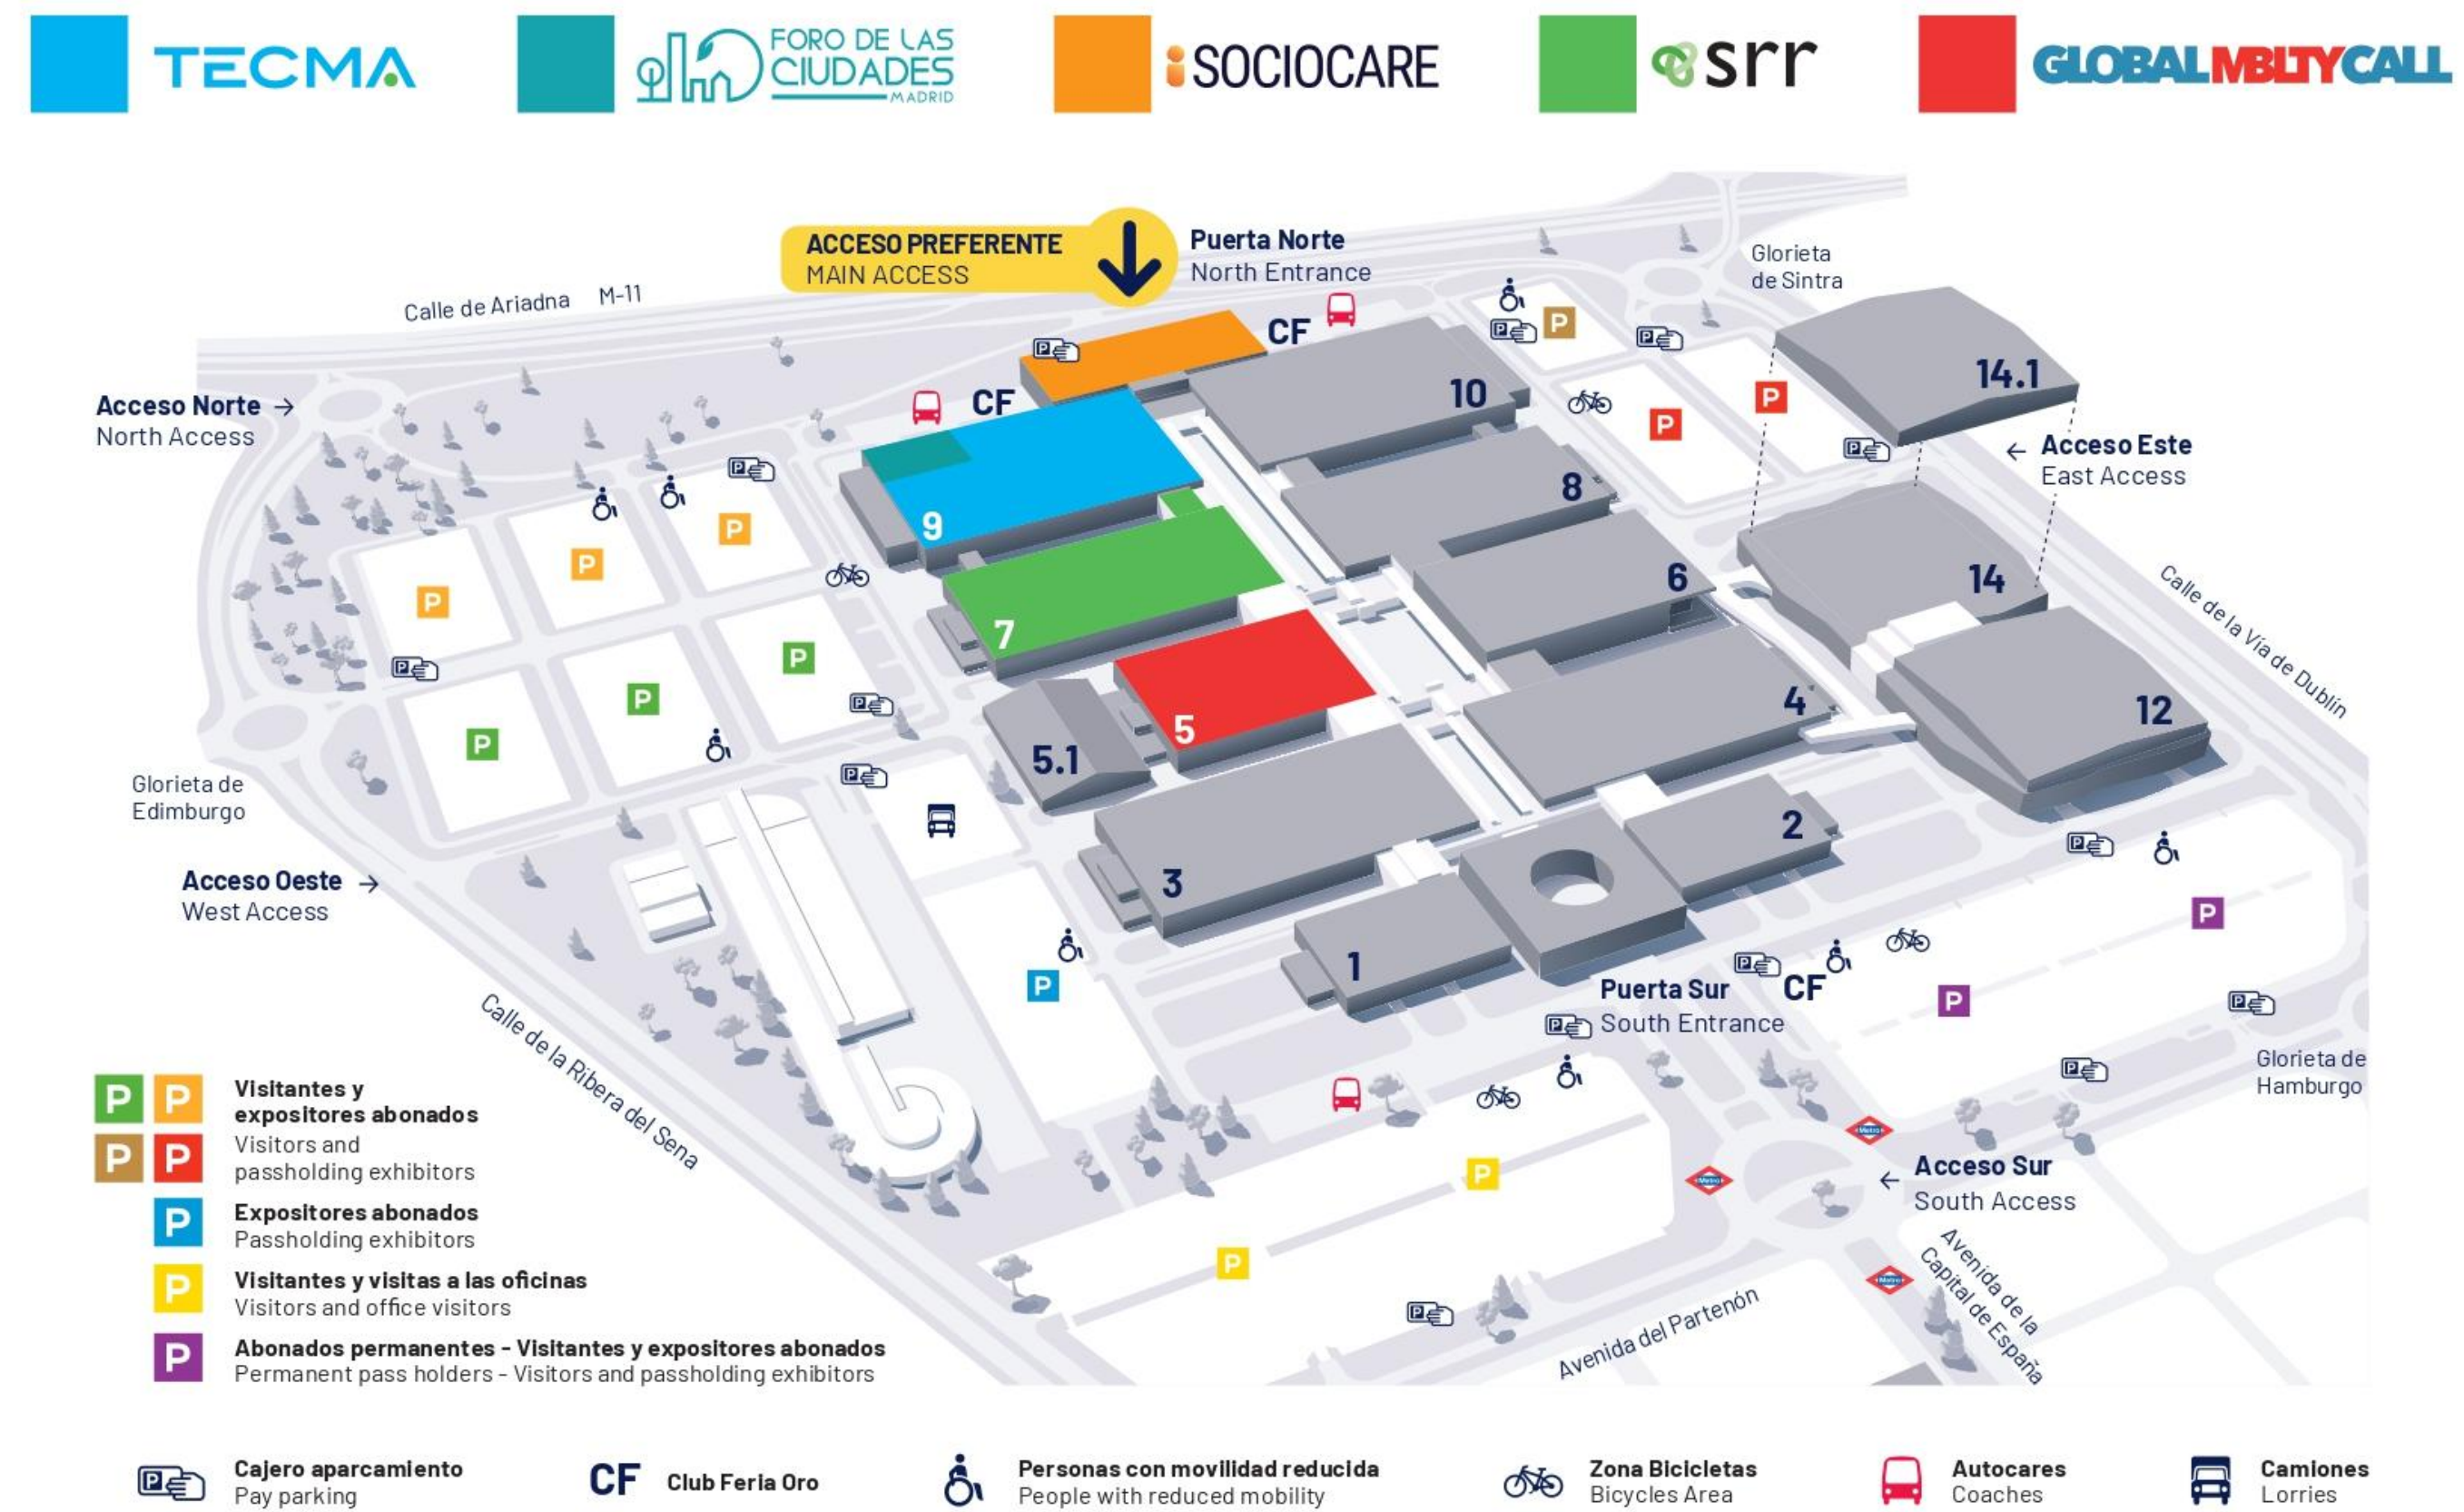 TECMA
FORO DE LAS
CIUDADES
MADRID
SOCIOCARE
srr
GLOBALMBLTYCALL
ACCESO PREFERENTE
MAIN ACCESS
Puerta Norte
North Entrance
Glorieta
de Sintra
Calle de Ariadna M-11
CF
CF
Acceso Norte →
North Access
10
14.1
P
P
P
← Acceso Este
East Access
9
8
P
P
P
7
6
14
Calle de la Vía de Dublín
P
P
P
5
5.1
4
12
Glorieta de
Edimburgo
3
2
Acceso Oeste →
West Access
P
1
P
P
Puerta Sur
South Entrance
CF
Calle de la Ribera del Sena
Glorieta de
Hamburgo
Metro
Metro
Metro
← Acceso Sur
South Access
P
P
Avenida de la
Capital de España
Avenida del Partenón
P P
P P
Visitantes y
expositores abonados
Visitors and
passholding exhibitors
P
Expositores abonados
Passholding exhibitors
P
Visitantes y visitas a las oficinas
Visitors and office visitors
P
Abonados permanentes - Visitantes y expositores abonados
Permanent pass holders - Visitors and passholding exhibitors
P
Cajero aparcamiento
Pay parking
CF Club Feria Oro
Personas con movilidad reducida
People with reduced mobility
Zona Bicicletas
Bicycles Area
Autocares
Coaches
Camiones
Lorries